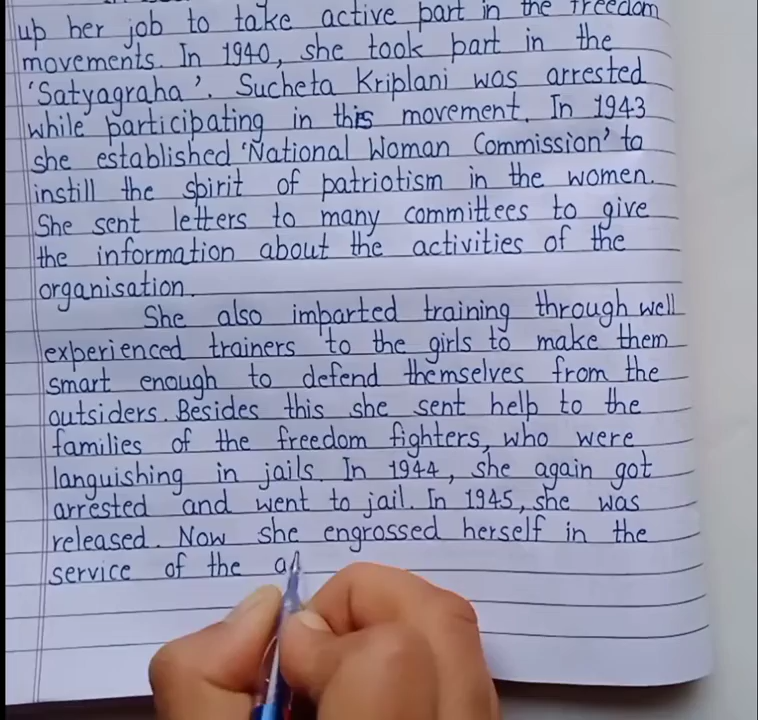 up her job to take active part in the freedom
movements. In 1940, she took part in the
'Satyagraha'. Sucheta Kriplani was arrested
while participating in this movement. In 1943
she established 'National Woman Commission' to
instill the spirit of patriotism in the women.
She sent letters to many committees to give
the information about the activities of the
organisation.
She also imparted training through well
experienced trainers to the girls to make them
smart enough to defend themselves from the
outsiders. Besides this she sent help to the
families of the freedom fighters, who were
languishing in jails. In 1944, she again got
arrested and went to jail. In 1945, she was
released. Now she engrossed herself in the
service of the